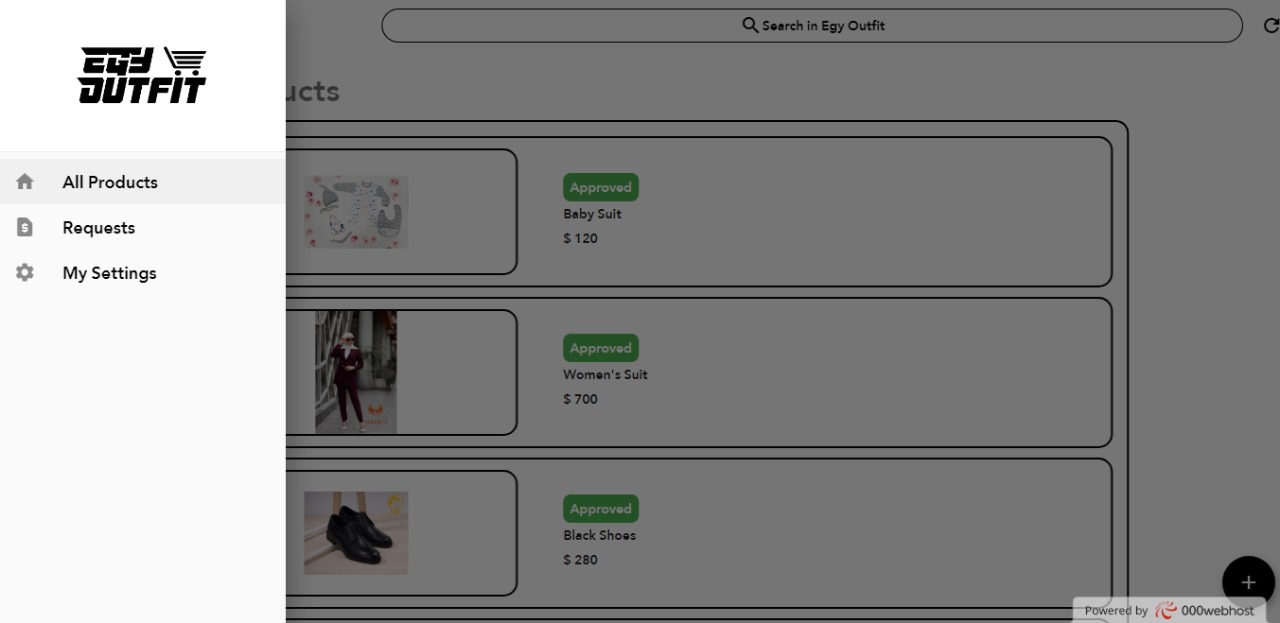 EGY
OUTFIT
Search in Egy Outfit
ucts
All Products
Requests
My Settings
Approved
Baby Suit
$ 120
Approved
Women's Suit
$ 700
Approved
Black Shoes
$ 280
+
Powered by 000webhost